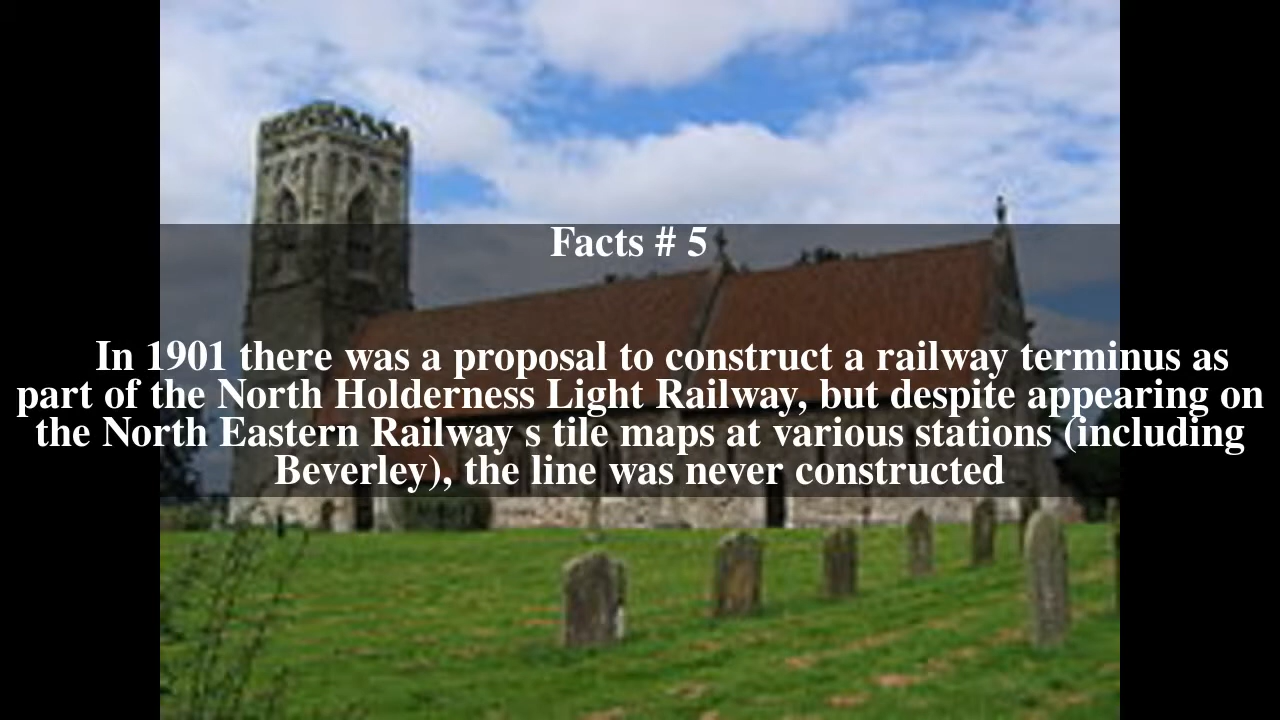 Facts # 5
In 1901 there was a proposal to construct a railway terminus as
part of the North Holderness Light Railway, but despite appearing on
the North Eastern Railway s tile maps at various stations (including
Beverley), the line was never constructed